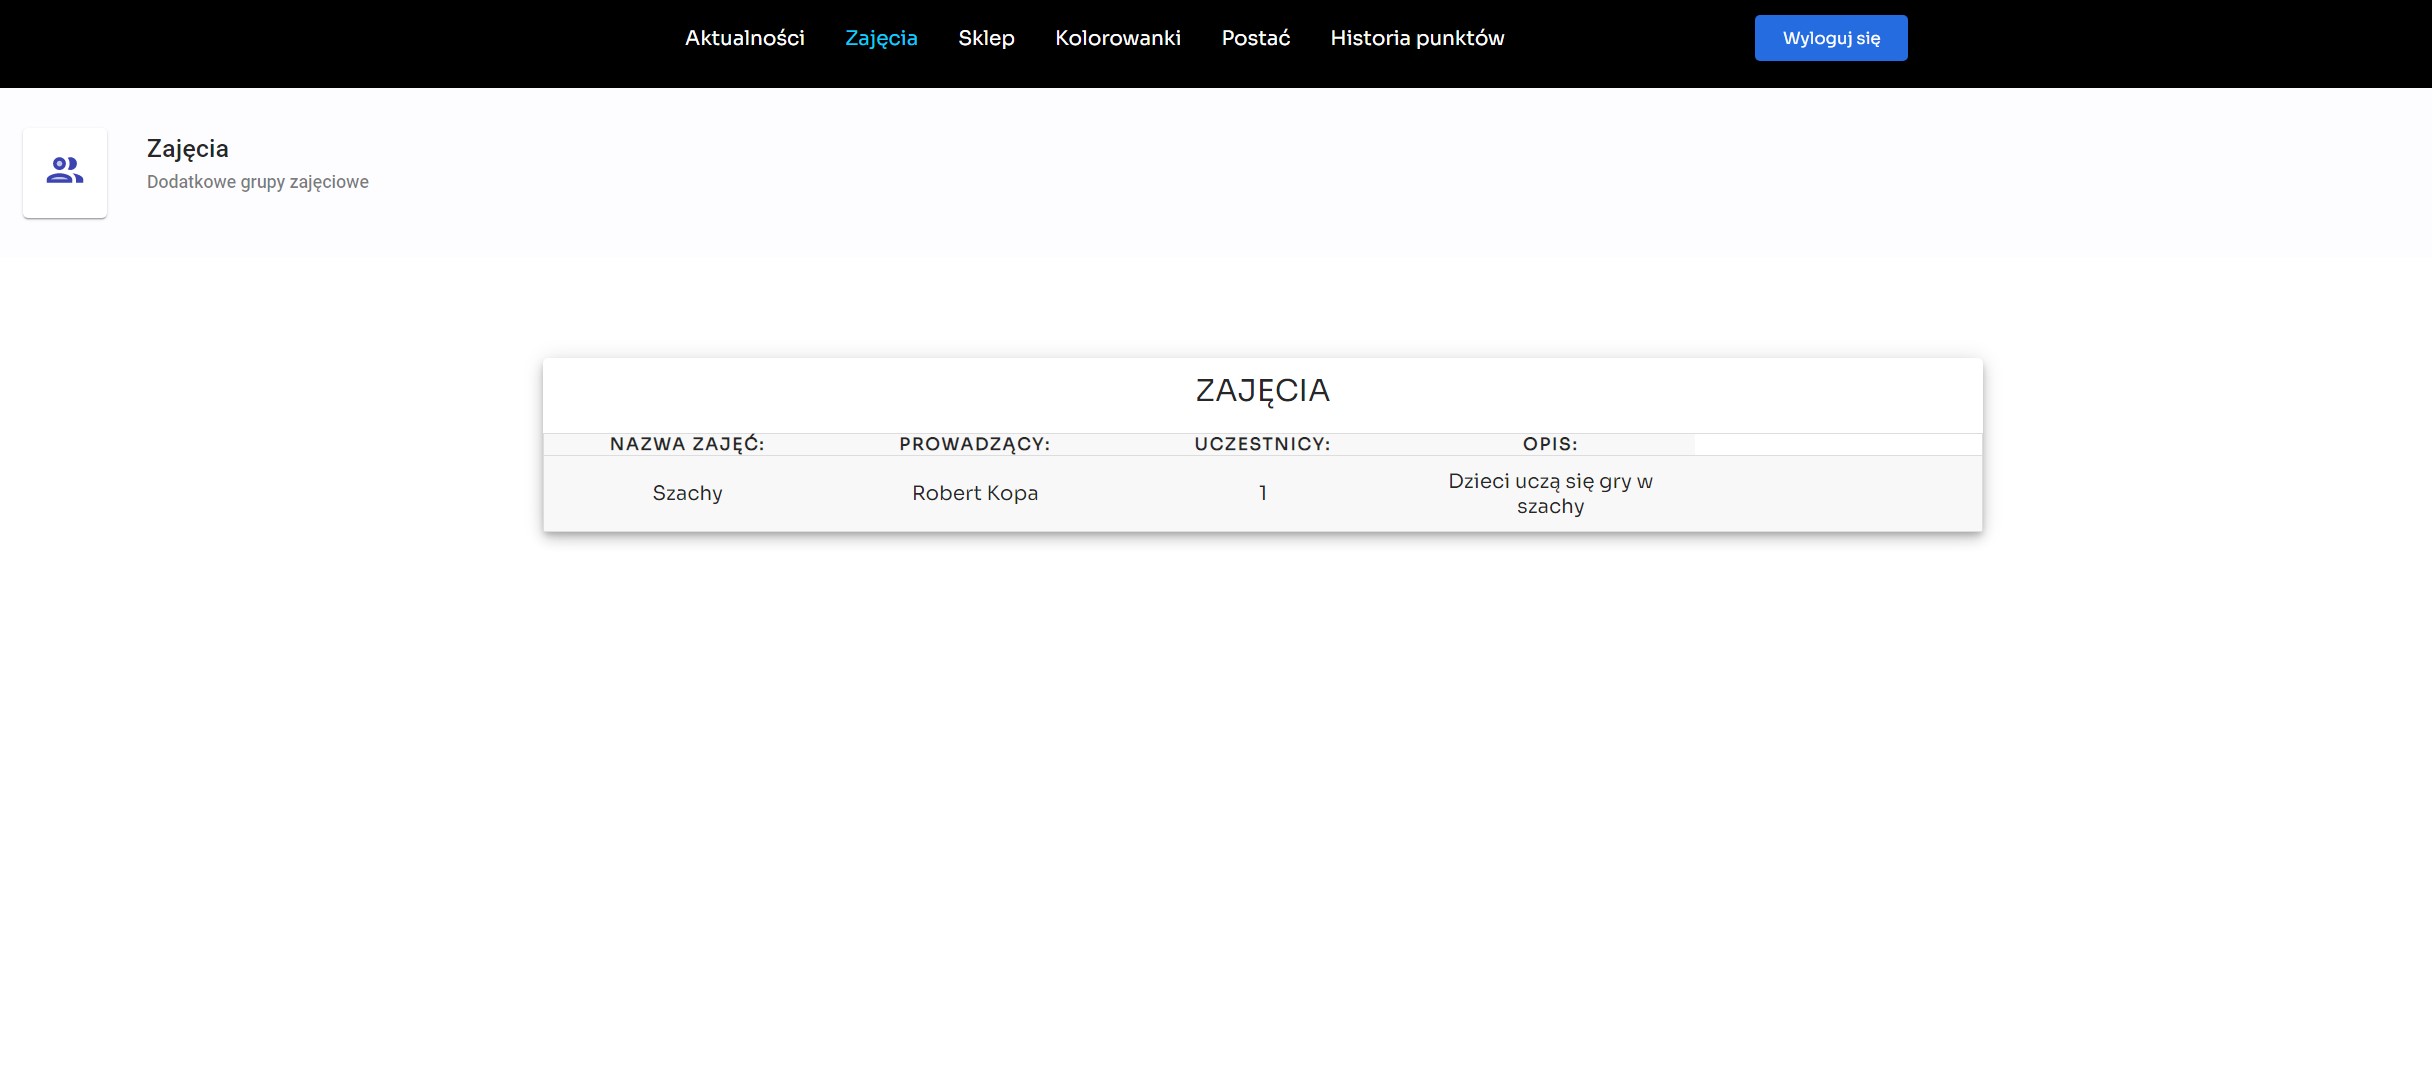 Aktualności Zajęcia Sklep Kolorowanki Postać Historia punktów Wyloguj się
Zajęcia
Dodatkowe grupy zajęciowe
ZAJĘCIA
NAZWA ZAJĘĆ: PROWADZĄCY: UCZESTNICY: OPIS:
Szachy Robert Kopa 1 Dzieci uczą się gry w
szachy